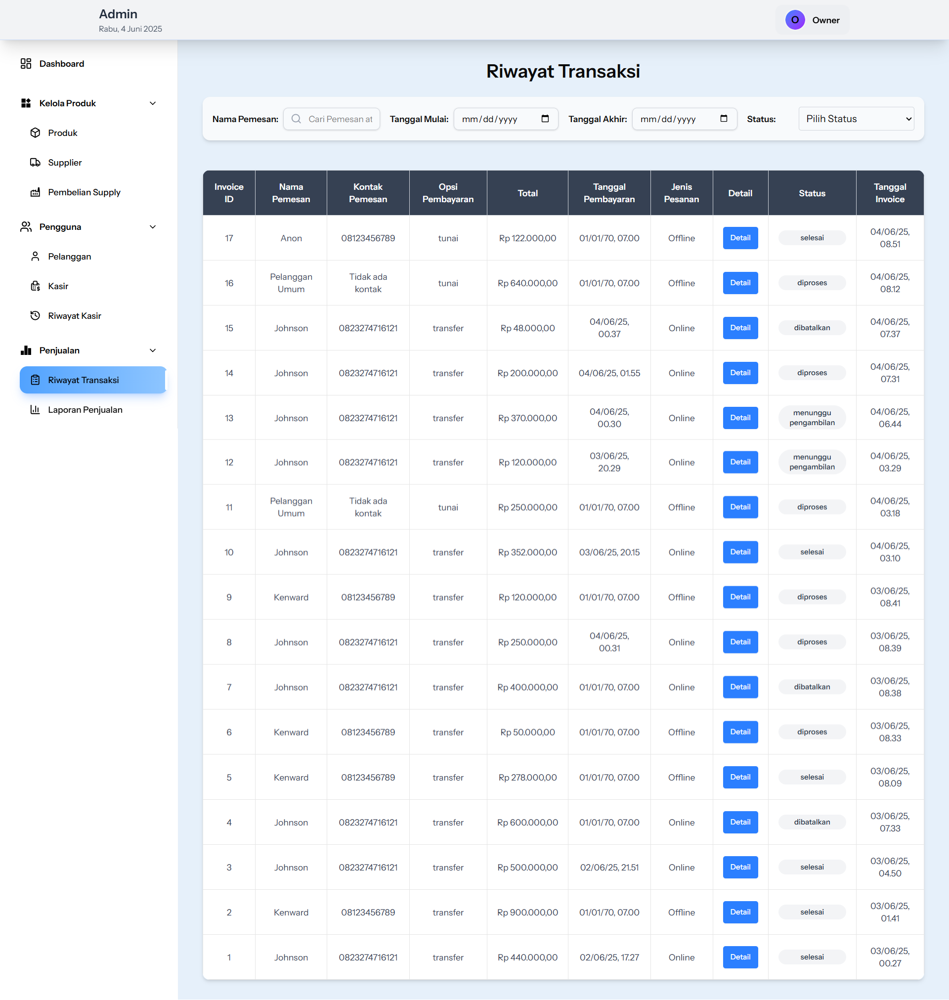 Admin
Rabu, 4 Juni 2025
O Owner
Dashboard
Kelola Produk
Produk
Supplier
Pembelian Supply
Pengguna
Pelanggan
Kasir
Riwayat Kasir
Penjualan
Riwayat Transaksi
Laporan Penjualan
Riwayat Transaksi
Nama Pemesan: Cari Pemesan at Tanggal Mulai: mm/dd/yyyy Tanggal Akhir: mm/dd/yyyy Status: Pilih Status
Invoice ID Nama Pemesan Kontak Pemesan Opsi Pembayaran Total Tanggal Pembayaran Jenis Pesanan Detail Status Tanggal Invoice
17 Anon 08123456789 tunai Rp 122.000,00 01/01/70, 07.00 Offline Detail selesai 04/06/25, 08.51
16 Pelanggan Umum Tidak ada kontak tunai Rp 640.000,00 01/01/70, 07.00 Offline Detail diproses 04/06/25, 08.12
15 Johnson 0823274716121 transfer Rp 48.000,00 04/06/25, 00.37 Online Detail dibatalkan 04/06/25, 07.37
14 Johnson 0823274716121 transfer Rp 200.000,00 04/06/25, 01.55 Online Detail diproses 04/06/25, 07.31
13 Johnson 0823274716121 transfer Rp 370.000,00 04/06/25, 00.30 Online Detail menunggu pengambilan 04/06/25, 06.44
12 Johnson 0823274716121 transfer Rp 120.000,00 03/06/25, 20.29 Online Detail menunggu pengambilan 04/06/25, 03.29
11 Pelanggan Umum Tidak ada kontak tunai Rp 250.000,00 01/01/70, 07.00 Offline Detail diproses 04/06/25, 03.18
10 Johnson 0823274716121 transfer Rp 352.000,00 03/06/25, 20.15 Online Detail selesai 04/06/25, 03.10
9 Kenward 08123456789 transfer Rp 120.000,00 01/01/70, 07.00 Offline Detail diproses 03/06/25, 08.41
8 Johnson 0823274716121 transfer Rp 250.000,00 04/06/25, 00.31 Online Detail diproses 03/06/25, 08.39
7 Johnson 0823274716121 transfer Rp 400.000,00 01/01/70, 07.00 Online Detail dibatalkan 03/06/25, 08.38
6 Kenward 08123456789 transfer Rp 50.000,00 01/01/70, 07.00 Offline Detail diproses 03/06/25, 08.33
5 Kenward 08123456789 transfer Rp 278.000,00 01/01/70, 07.00 Offline Detail selesai 03/06/25, 08.09
4 Johnson 0823274716121 transfer Rp 600.000,00 01/01/70, 07.00 Online Detail dibatalkan 03/06/25, 07.33
3 Johnson 0823274716121 transfer Rp 500.000,00 02/06/25, 21.51 Online Detail selesai 03/06/25, 04.50
2 Kenward 08123456789 transfer Rp 900.000,00 01/01/70, 07.00 Offline Detail selesai 03/06/25, 01.41
1 Johnson 0823274716121 transfer Rp 440.000,00 02/06/25, 17.27 Online Detail selesai 03/06/25, 00.27